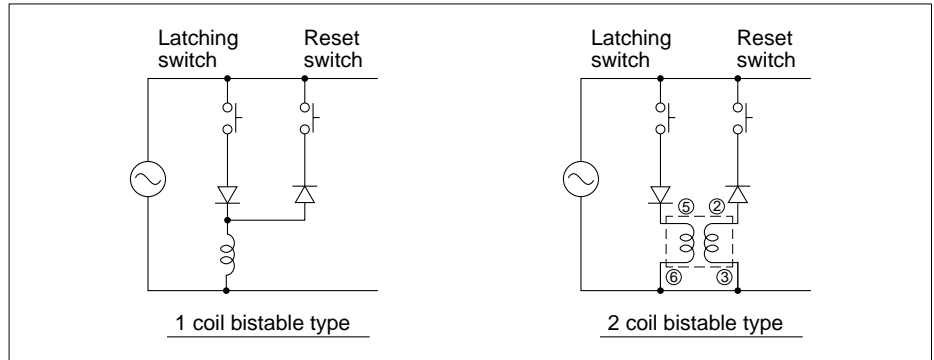 Latching
switch
Reset
switch
1 coil bistable type
Latching
switch
Reset
switch
⑤ ②
⑥ ③
2 coil bistable type